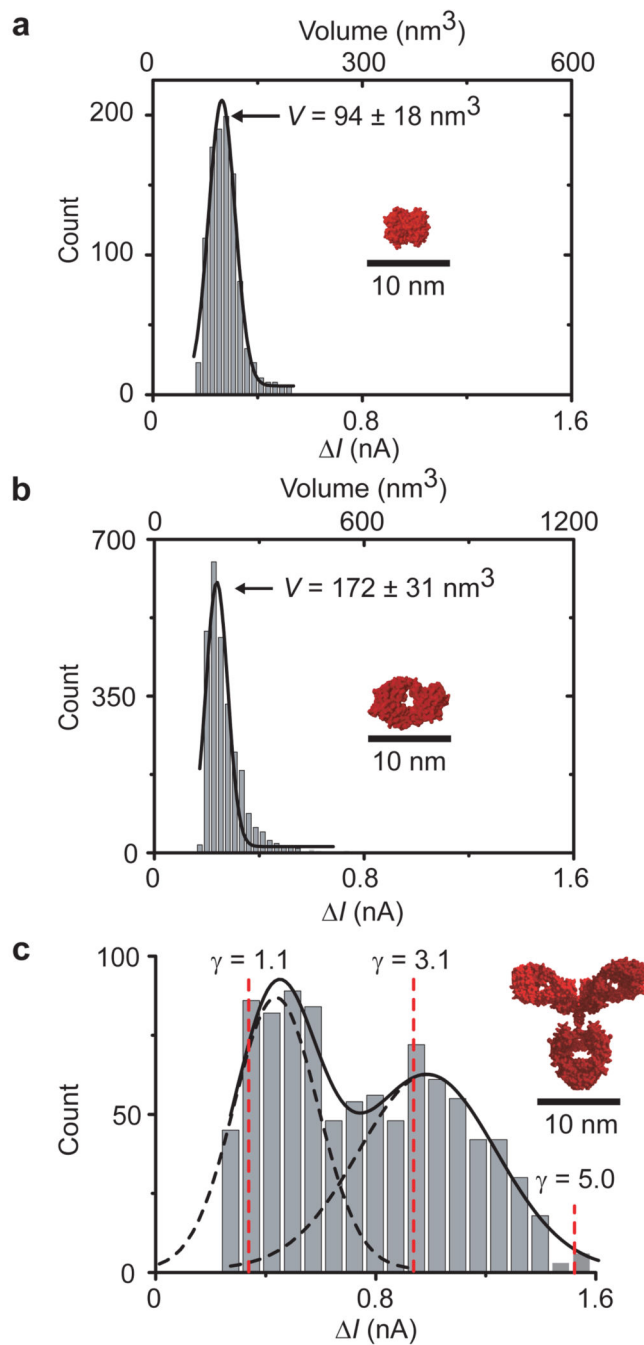 a
Volume (nm³)
0 300 600
200
V = 94 ± 18 nm³
Count
100
10 nm
0
0 0.8 1.6
ΔI (nA)
b
Volume (nm³)
0 600 1200
700
V = 172 ± 31 nm³
Count
350
10 nm
0
0 0.8 1.6
ΔI (nA)
c
100
γ = 1.1 γ = 3.1
Count
50
10 nm
γ = 5.0
0
0 0.8 1.6
ΔI (nA)